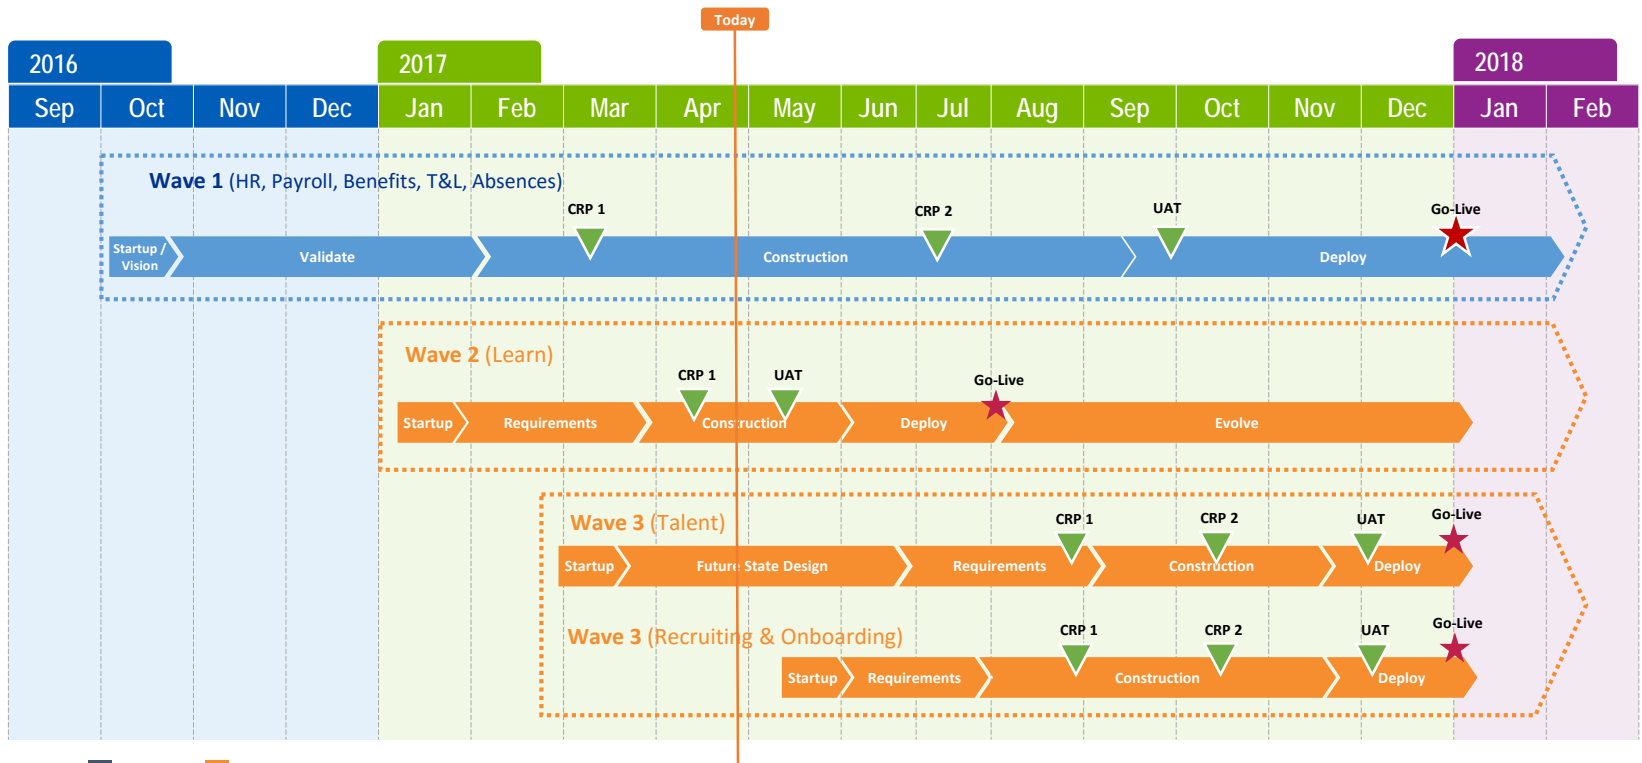 Today
2016 2017 2018
Sep Oct Nov Dec Jan Feb Mar Apr May Jun Jul Aug Sep Oct Nov Dec Jan Feb
Wave 1 (HR, Payroll, Benefits, T&L, Absences)
CRP 1 CRP 2 UAT Go-Live
Startup /
Vision
Validate Construction Deploy
Wave 2 (Learn)
CRP 1 UAT Go-Live
Startup Requirements Construction Deploy Evolve
Wave 3 (Talent)
CRP 1 CRP 2 UAT Go-Live
Startup Future State Design Requirements Construction Deploy
Wave 3 (Recruiting & Onboarding)
CRP 1 CRP 2 UAT Go-Live
Startup Requirements Construction Deploy